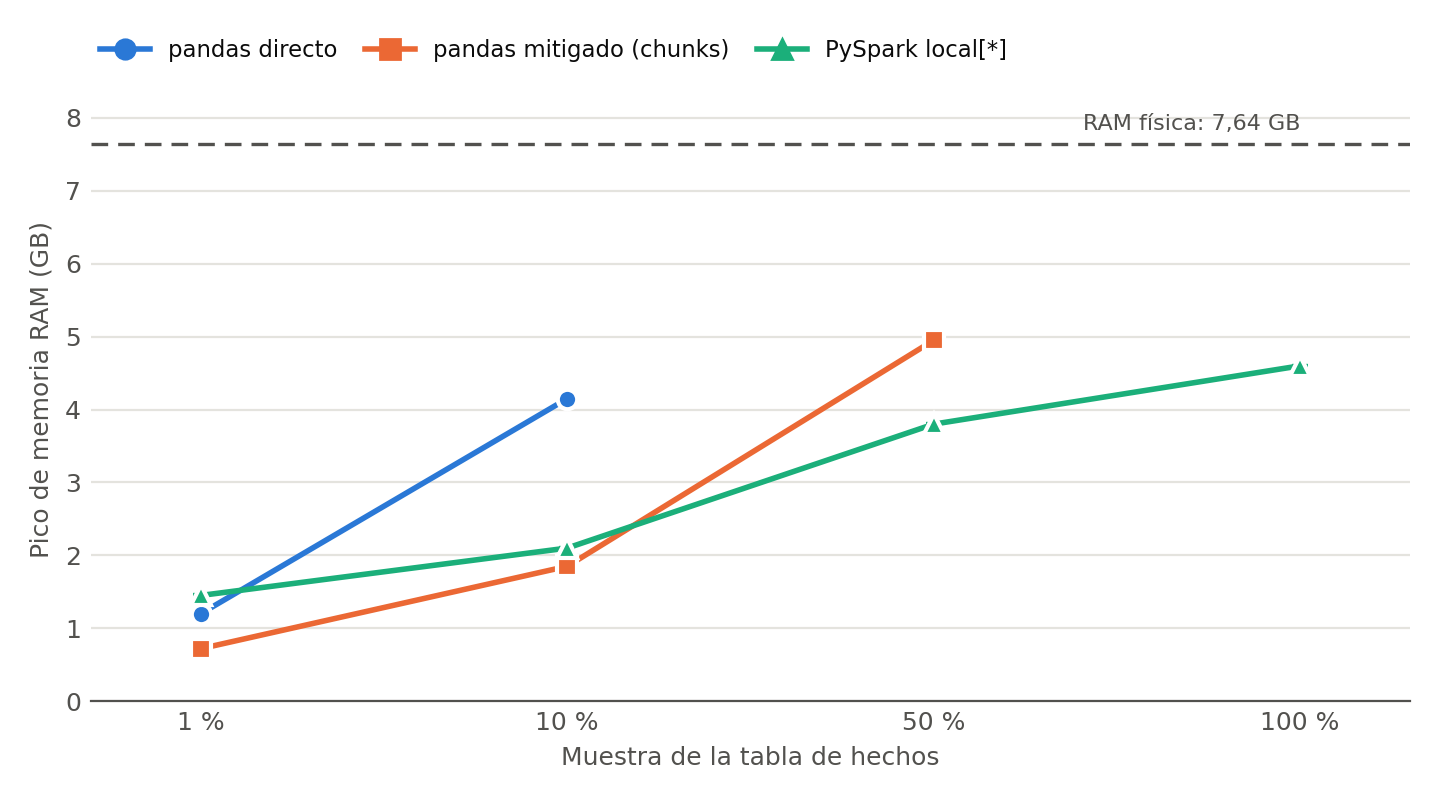 pandas directo
pandas mitigado (chunks)
PySpark local[*]
Pico de memoria RAM (GB)
8
7
6
5
4
3
2
1
0
RAM física: 7,64 GB
1 %
10 %
50 %
100 %
Muestra de la tabla de hechos